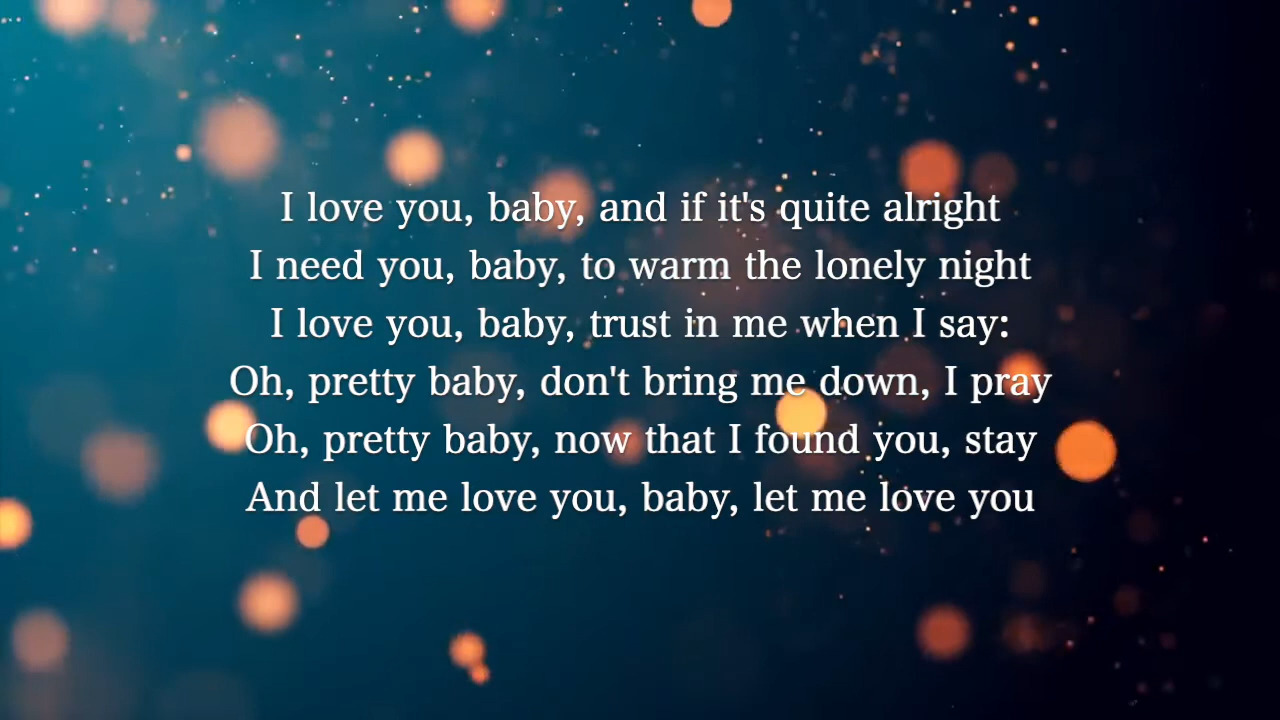 I love you, baby, and if it's quite alright
I need you, baby, to warm the lonely night
I love you, baby, trust in me when I say:
Oh, pretty baby, don't bring me down, I pray
Oh, pretty baby, now that I found you, stay
And let me love you, baby, let me love you